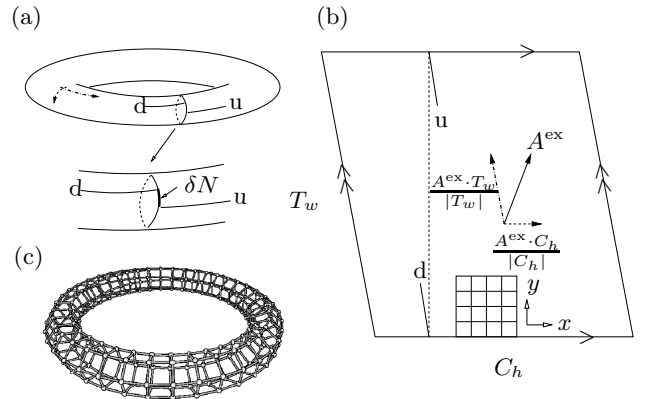 (a)
d
u
d
δN
u
(c)
(b)
u
A^ex
T_w
A^ex·T_w
|T_w|
A^ex·C_h
|C_h|
d
y
x
C_h